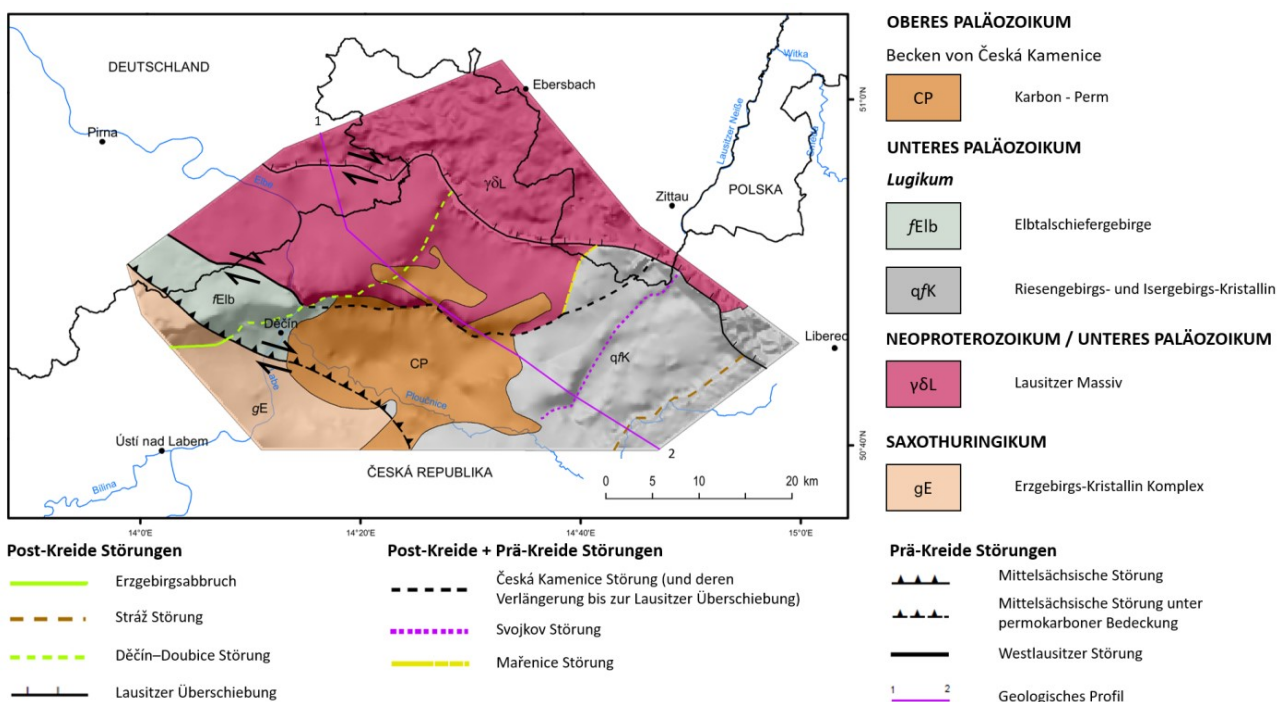 DEUTSCHLAND
Ebersbach
Pirna
1
Elbe
γδL
Zittau
Lausitzer Neiße
Witka
Smeda
POLSKA
51°0'N
fElb
Děčín
CP
qfK
Liberec
gE
Labe
Ploučnice
Ústí nad Labem
Bilina
ČESKÁ REPUBLIKA
2
50°40'N
0 5 10 20 km
14°0'E 14°20'E 14°40'E 15°0'E
OBERES PALÄOZOIKUM
Becken von Česká Kamenice
CP Karbon - Perm
UNTERES PALÄOZOIKUM
Lugikum
fElb Elbtalschiefergebirge
qfK Riesengebirgs- und Isergebirgs-Kristallin
NEOPROTEROZOIKUM / UNTERES PALÄOZOIKUM
γδL Lausitzer Massiv
SAXOTHURINGIKUM
gE Erzgebirgs-Kristallin Komplex
Post-Kreide Störungen
Erzgebirgsabbruch
Stráž Störung
Děčín–Doubice Störung
Lausitzer Überschiebung
Post-Kreide + Prä-Kreide Störungen
Česká Kamenice Störung (und deren
Verlängerung bis zur Lausitzer Überschiebung)
Svojkov Störung
Mařenice Störung
Prä-Kreide Störungen
Mittelsächsische Störung
Mittelsächsische Störung unter
permokarboner Bedeckung
Westlausitzer Störung
1 2
Geologisches Profil